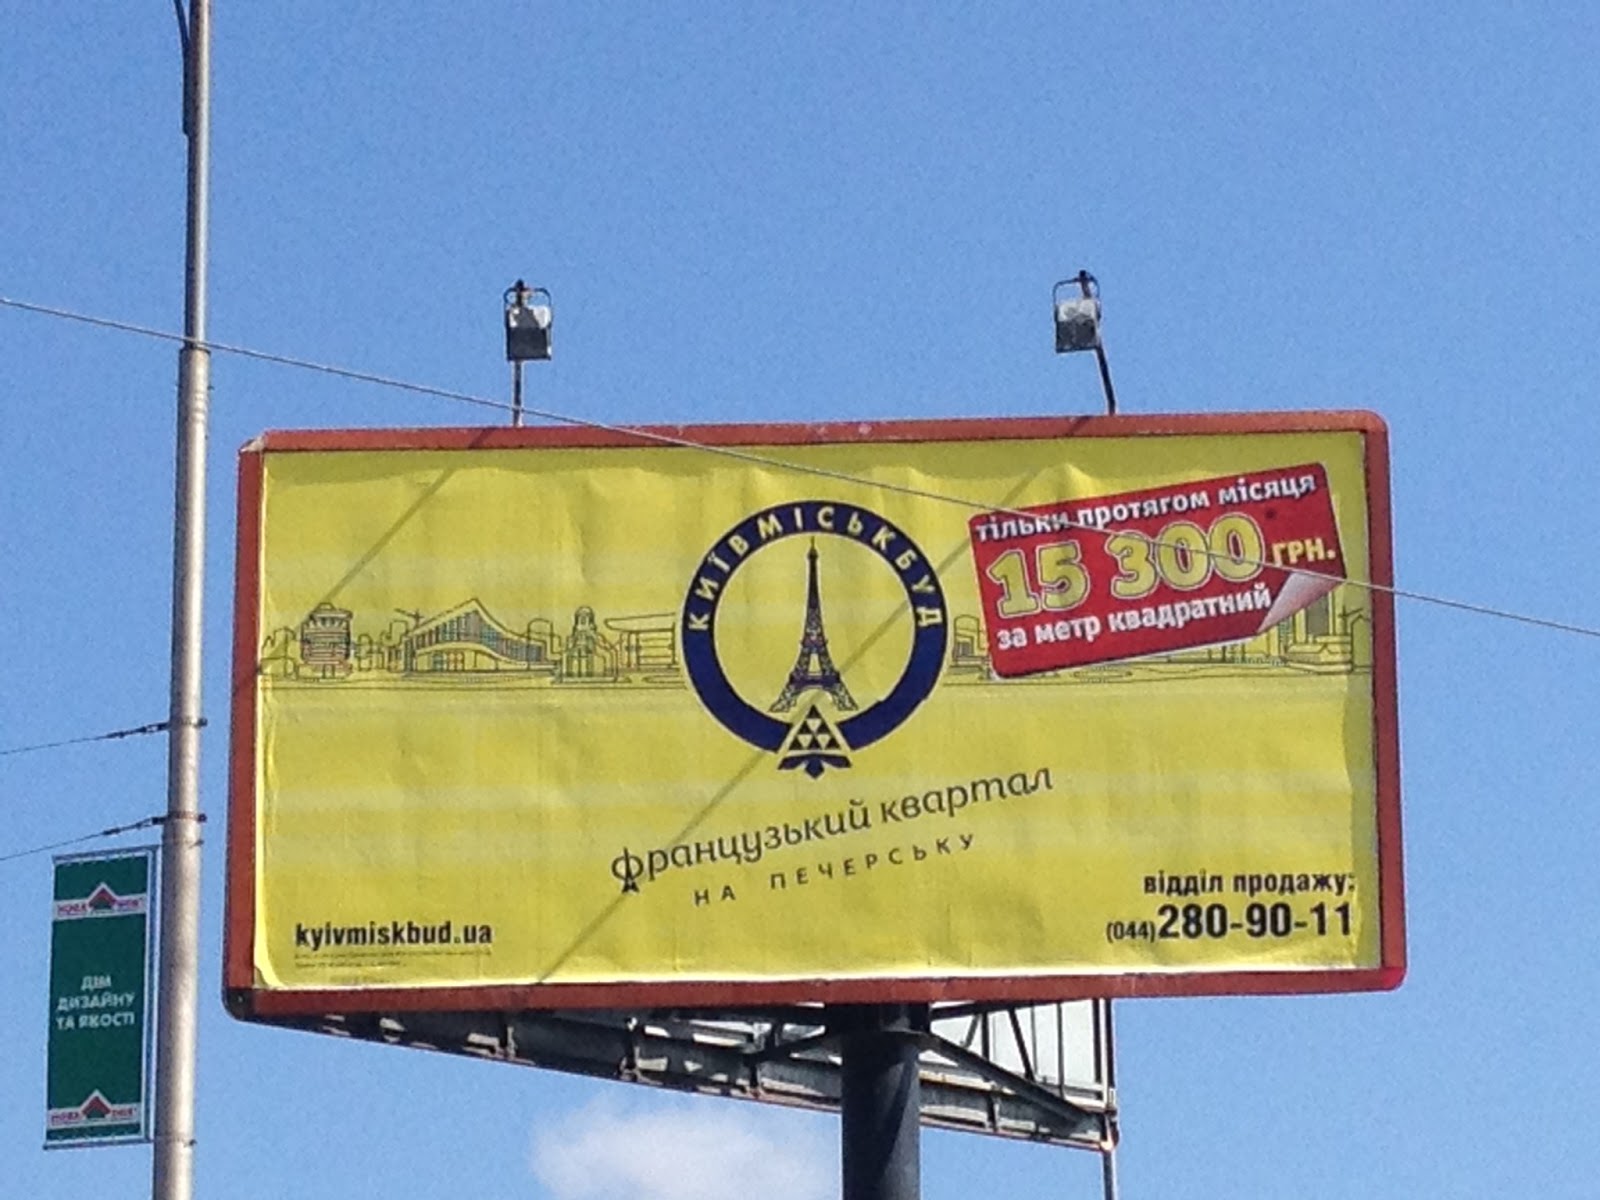 КИЇВМІСЬКБУД
тільки протягом місяця
15 300* ГРН.
за метр квадратний
французький квартал
НА ПЕЧЕРСЬКУ
kyivmiskbud.ua
відділ продажу:
(044)280-90-11
ДІМ
ДИЗАЙНУ
ТА ЯКОСТІ